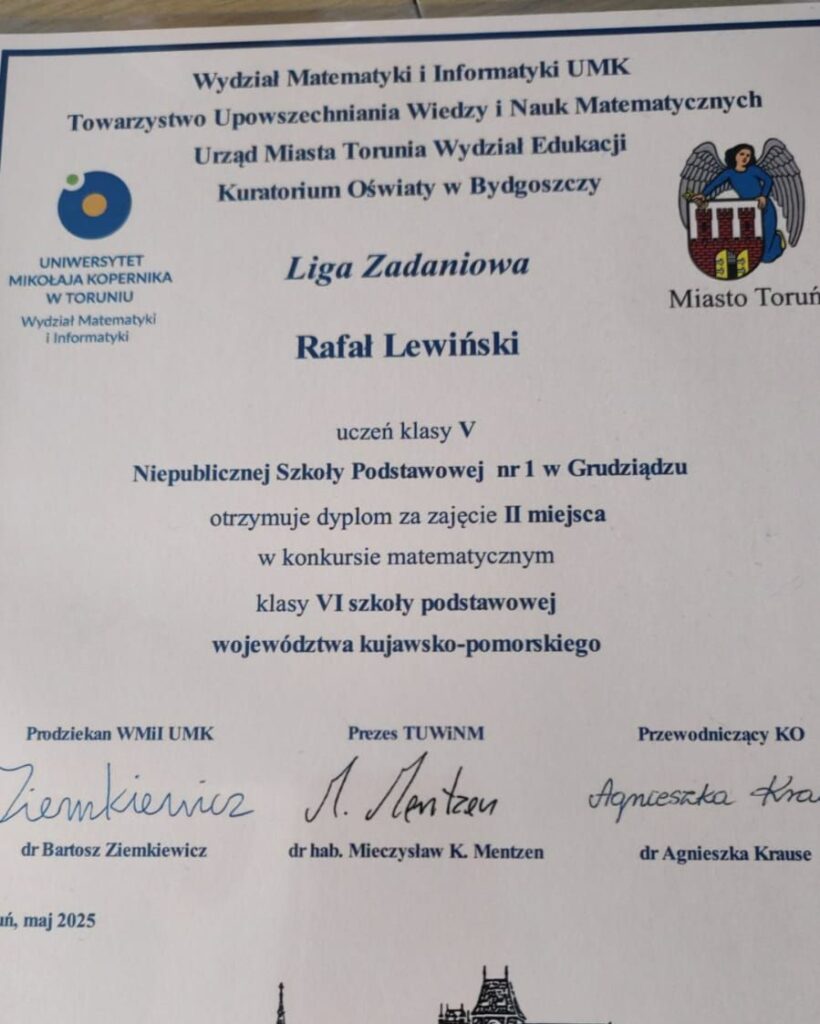 Wydział Matematyki i Informatyki UMK
Towarzystwo Upowszechniania Wiedzy i Nauk Matematycznych
Urząd Miasta Torunia Wydział Edukacji
Kuratorium Oświaty w Bydgoszczy
UNIWERSYTET
MIKOŁAJA KOPERNIKA
W TORUNIU
Wydział Matematyki
i Informatyki
Miasto Toruń
Liga Zadaniowa
Rafał Lewiński
uczeń klasy V
Niepublicznej Szkoły Podstawowej nr 1 w Grudziądzu
otrzymuje dyplom za zajęcie II miejsca
w konkursie matematycznym
klasy VI szkoły podstawowej
województwa kujawsko-pomorskiego
Prodziekan WMiI UMK
Prezes TUWiNM
Przewodniczący KO
Ziemkiewicz
M. Mentzen
Agnieszka Kra
dr Bartosz Ziemkiewicz
dr hab. Mieczysław K. Mentzen
dr Agnieszka Krause
uń, maj 2025